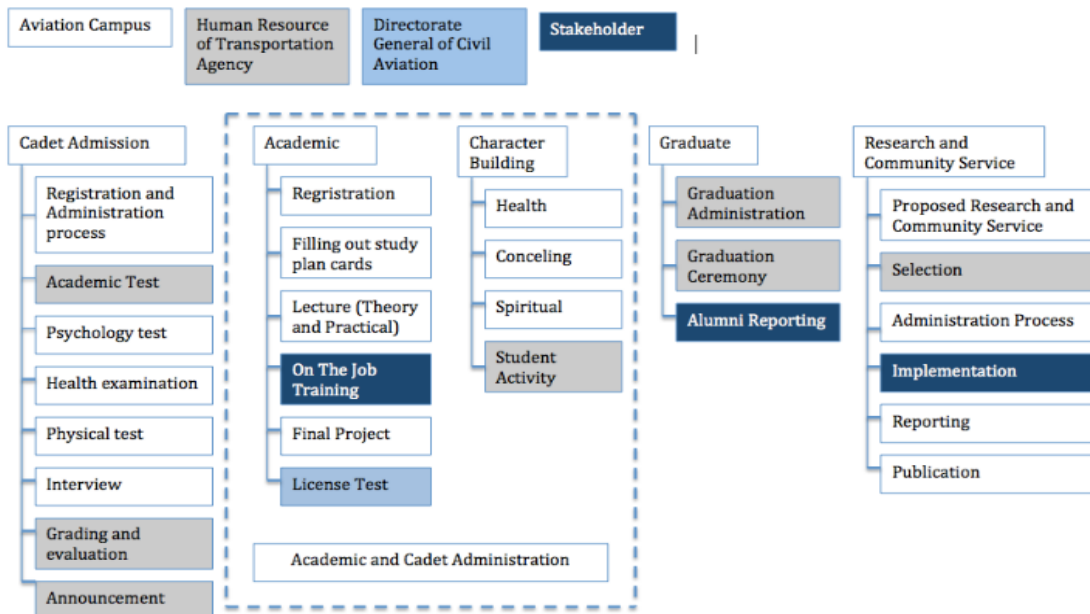 Aviation Campus
Human Resource
of Transportation
Agency
Directorate
General of Civil
Aviation
Stakeholder
Cadet Admission
Registration and
Administration
process
Academic Test
Psychology test
Health examination
Physical test
Interview
Grading and
evaluation
Announcement
Academic
Regristration
Filling out study
plan cards
Lecture (Theory
and Practical)
On The Job
Training
Final Project
License Test
Character
Building
Health
Conceling
Spiritual
Student
Activity
Academic and Cadet Administration
Graduate
Graduation
Administration
Graduation
Ceremony
Alumni Reporting
Research and
Community Service
Proposed Research and
Community Service
Selection
Administration Process
Implementation
Reporting
Publication